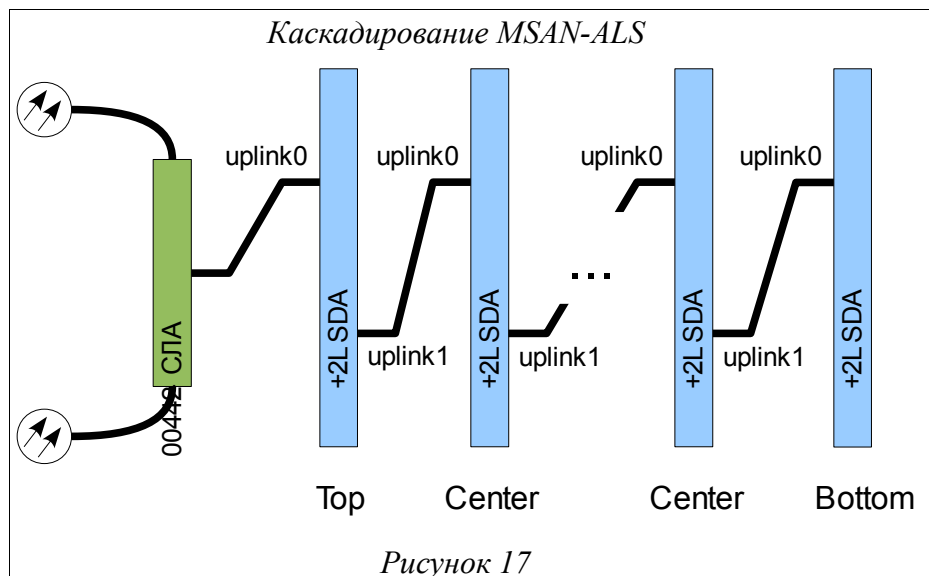 Каскадирование MSAN-ALS
uplink0
uplink0
uplink0
uplink0
...
uplink1
uplink1
uplink1
00442 СЛА
+2L SDA
+2L SDA
+2L SDA
+2L SDA
Top
Center
Center
Bottom
Рисунок 17